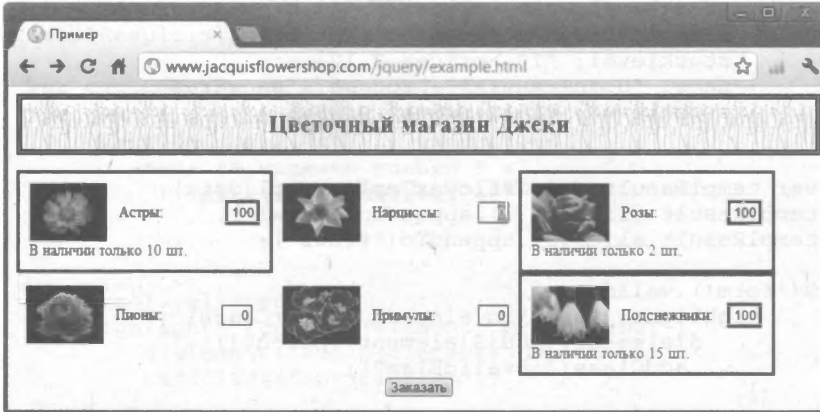 Пример
www.jacquisflowershop.com/jquery/example.html
Цветочный магазин Джеки
Астры: 100
В наличии только 10 шт.
Нарциссы:
Розы: 100
В наличии только 2 шт.
Пионы: 0
Примулы: 0
Подснежники: 100
В наличии только 15 шт.
Заказать